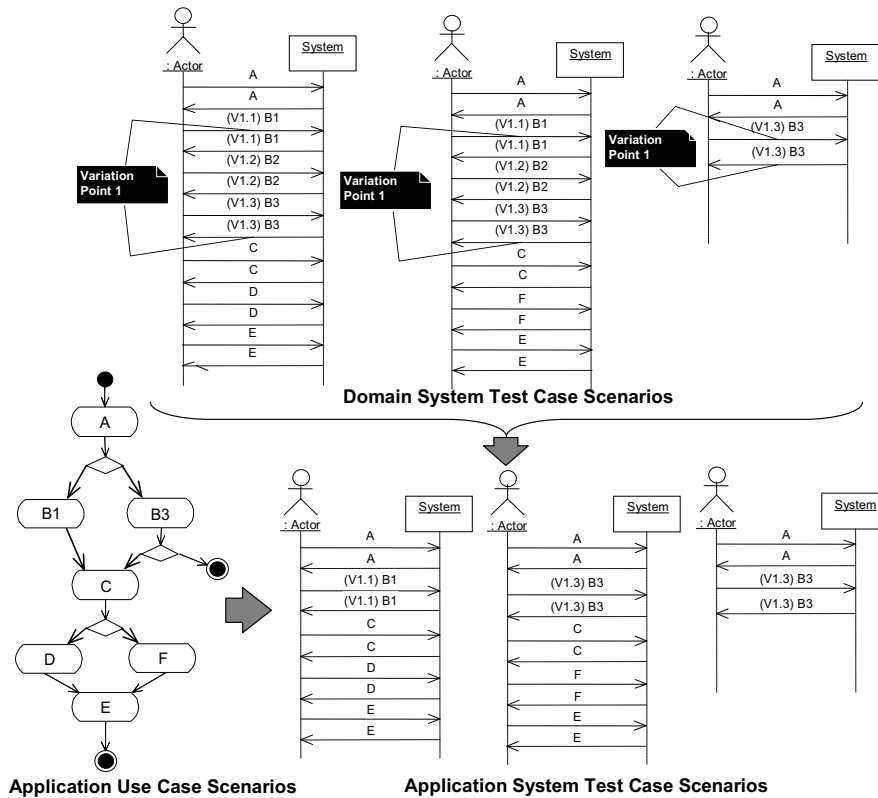 System
: Actor
A
A
(V1.1) B1
(V1.1) B1
(V1.2) B2
(V1.2) B2
(V1.3) B3
(V1.3) B3
C
C
D
D
E
E
Variation
Point 1
System
: Actor
A
A
(V1.1) B1
(V1.1) B1
(V1.2) B2
(V1.2) B2
(V1.3) B3
(V1.3) B3
C
C
F
F
E
E
Variation
Point 1
System
: Actor
A
A
(V1.3) B3
(V1.3) B3
Variation
Point 1
Domain System Test Case Scenarios
A
B1
B3
C
D
F
E
Application Use Case Scenarios
System
: Actor
A
A
(V1.1) B1
(V1.1) B1
C
C
D
D
E
E
System
: Actor
A
A
(V1.3) B3
(V1.3) B3
C
C
F
F
E
E
System
: Actor
A
A
(V1.3) B3
(V1.3) B3
Application System Test Case Scenarios